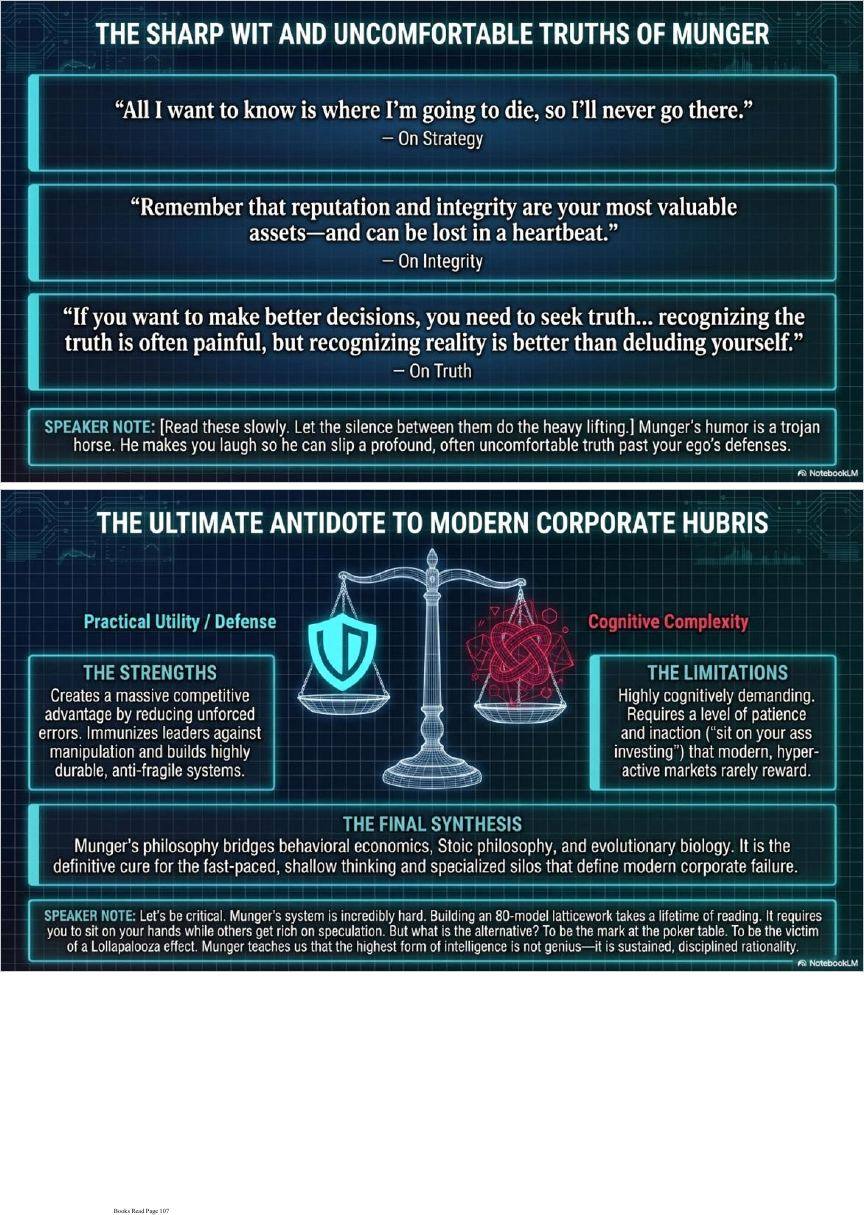 THE SHARP WIT AND UNCOMFORTABLE TRUTHS OF MUNGER
“All I want to know is where I’m going to die, so I’ll never go there.”
– On Strategy
“Remember that reputation and integrity are your most valuable
assets—and can be lost in a heartbeat.”
– On Integrity
“If you want to make better decisions, you need to seek truth... recognizing the
truth is often painful, but recognizing reality is better than deluding yourself.”
– On Truth
SPEAKER NOTE: [Read these slowly. Let the silence between them do the heavy lifting.] Munger’s humor is a trojan
horse. He makes you laugh so he can slip a profound, often uncomfortable truth past your ego’s defenses.
NotebookLM
THE ULTIMATE ANTIDOTE TO MODERN CORPORATE HUBRIS
Practical Utility / Defense
Cognitive Complexity
THE STRENGTHS
Creates a massive competitive
advantage by reducing unforced
errors. Immunizes leaders against
manipulation and builds highly
durable, anti-fragile systems.
THE LIMITATIONS
Highly cognitively demanding.
Requires a level of patience
and inaction (“sit on your ass
investing”) that modern, hyper-
active markets rarely reward.
THE FINAL SYNTHESIS
Munger’s philosophy bridges behavioral economics, Stoic philosophy, and evolutionary biology. It is the
definitive cure for the fast-paced, shallow thinking and specialized silos that define modern corporate failure.
SPEAKER NOTE: Let’s be critical. Munger’s system is incredibly hard. Building an 80-model latticework takes a lifetime of reading. It requires
you to sit on your hands while others get rich on speculation. But what is the alternative? To be the mark at the poker table. To be the victim
of a Lollapalooza effect. Munger teaches us that the highest form of intelligence is not genius—it is sustained, disciplined rationality.
NotebookLM
Books Read Page 107